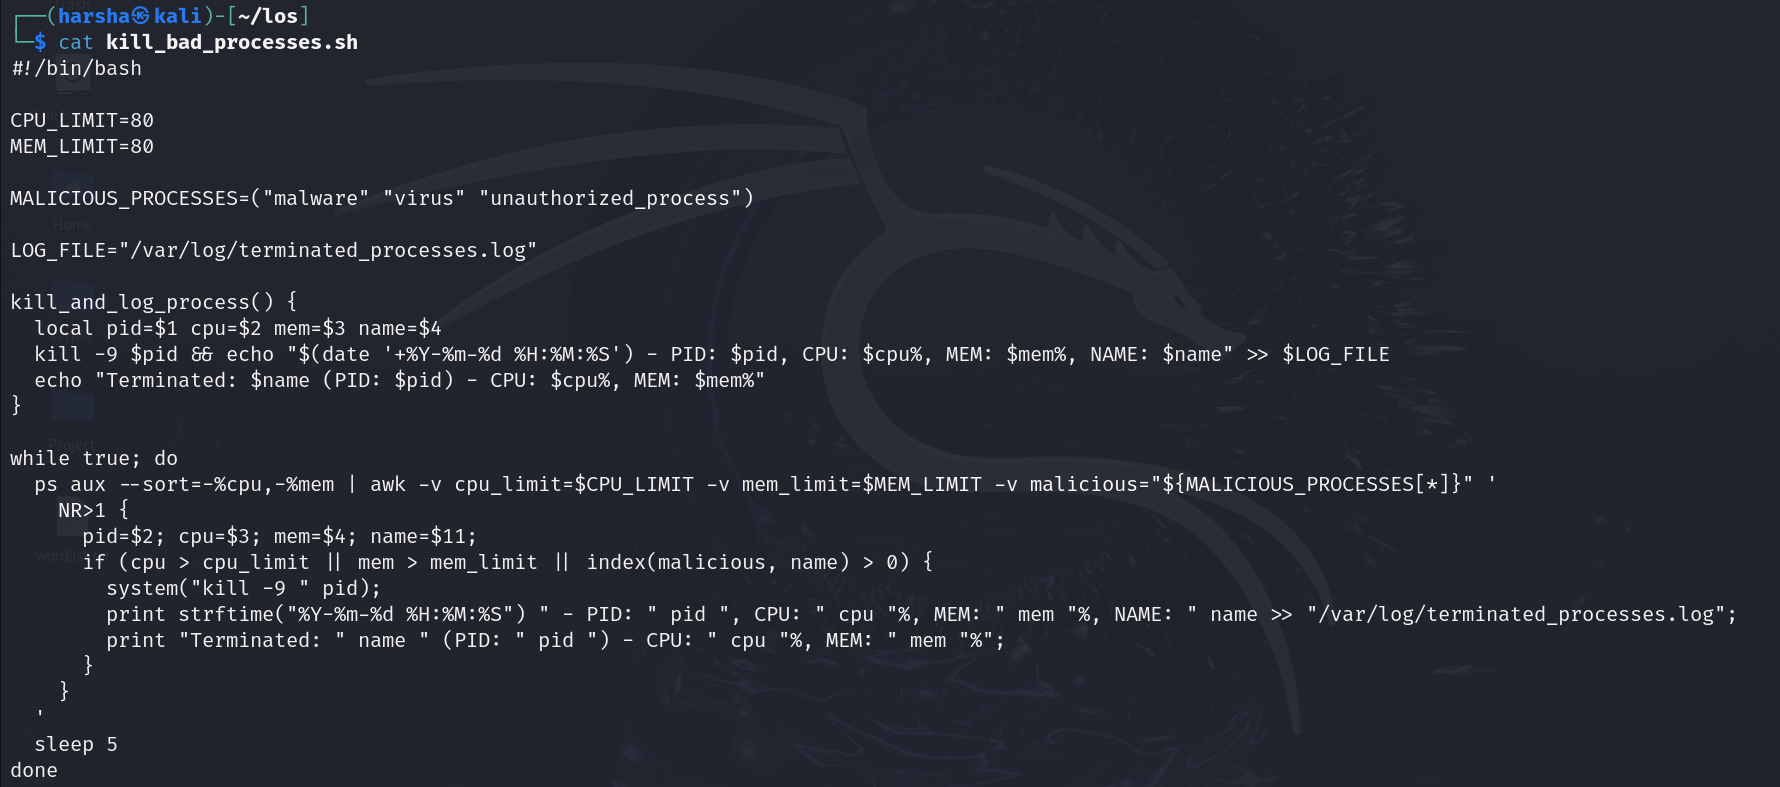 ┌──(harsha㉿kali)-[~/los]
└─$ cat kill_bad_processes.sh
#!/bin/bash

CPU_LIMIT=80
MEM_LIMIT=80

MALICIOUS_PROCESSES=("malware" "virus" "unauthorized_process")

LOG_FILE="/var/log/terminated_processes.log"

kill_and_log_process() {
  local pid=$1 cpu=$2 mem=$3 name=$4
  kill -9 $pid && echo "$(date '+%Y-%m-%d %H:%M:%S') - PID: $pid, CPU: $cpu%, MEM: $mem%, NAME: $name" >> $LOG_FILE
  echo "Terminated: $name (PID: $pid) - CPU: $cpu%, MEM: $mem%"
}

while true; do
  ps aux --sort=-%cpu,-%mem | awk -v cpu_limit=$CPU_LIMIT -v mem_limit=$MEM_LIMIT -v malicious="${MALICIOUS_PROCESSES[*]}" '
    NR>1 {
      pid=$2; cpu=$3; mem=$4; name=$11;
      if (cpu > cpu_limit || mem > mem_limit || index(malicious, name) > 0) {
        system("kill -9 " pid);
        print strftime("%Y-%m-%d %H:%M:%S") " - PID: " pid ", CPU: " cpu "%, MEM: " mem "%, NAME: " name >> "/var/log/terminated_processes.log";
        print "Terminated: " name " (PID: " pid ") - CPU: " cpu "%, MEM: " mem "%";
      }
    }
  '
  sleep 5
done
Trash
Home
Project